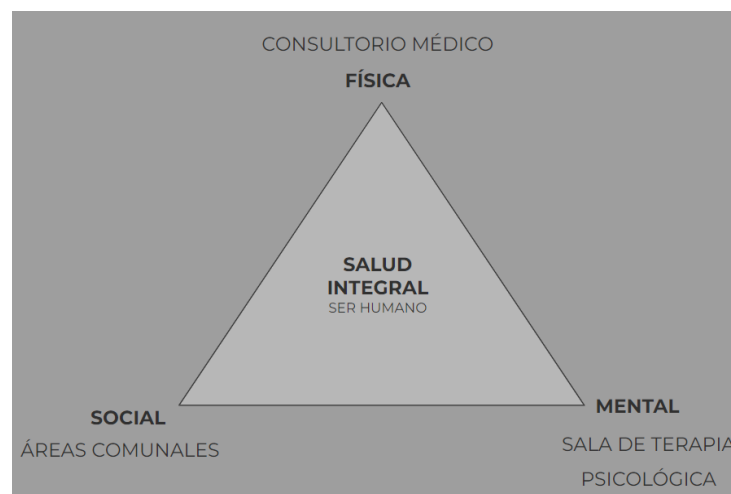 CONSULTORIO MÉDICO
FÍSICA
SALUD
INTEGRAL
SER HUMANO
SOCIAL
ÁREAS COMUNALES
MENTAL
SALA DE TERAPIA
PSICOLÓGICA